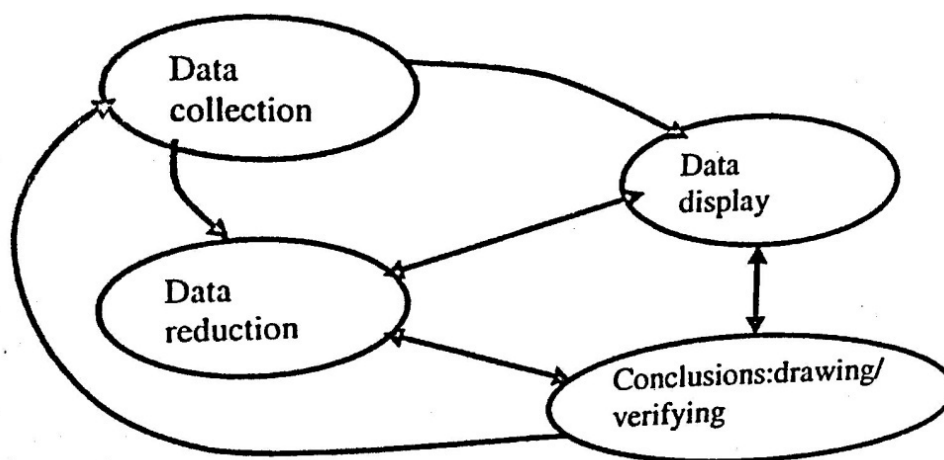 Data
collection
Data
display
Data
reduction
Conclusions:drawing/
verifying